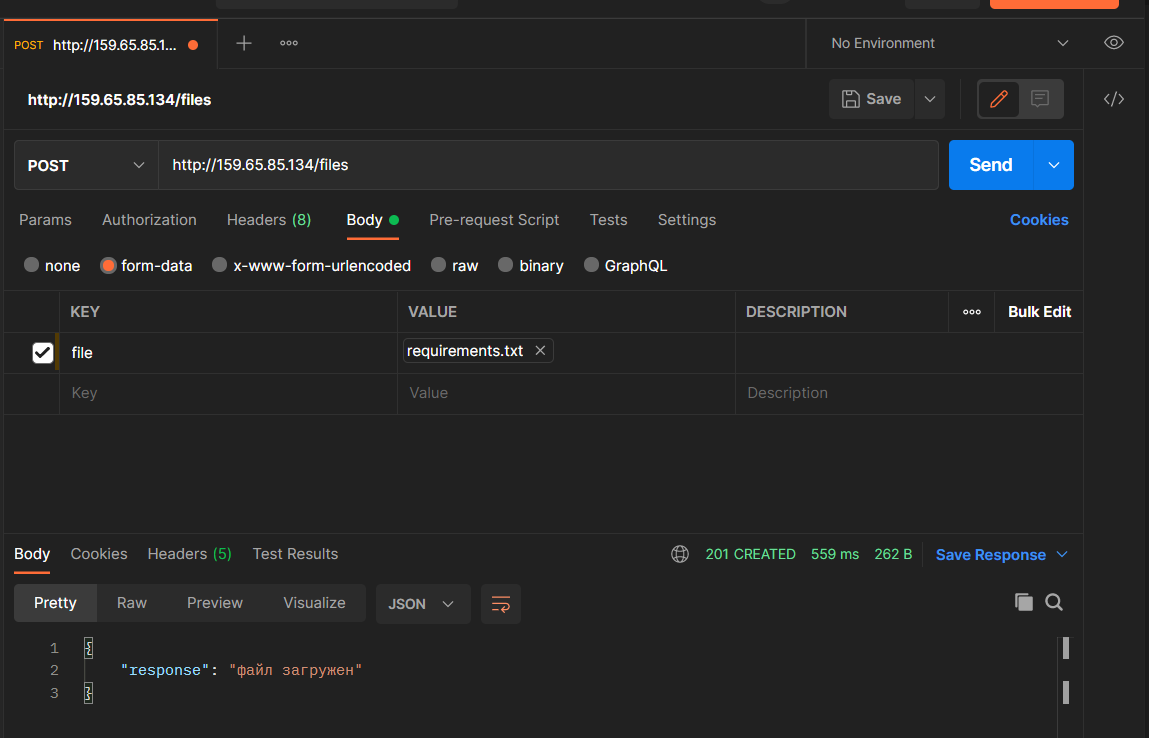 POST http://159.65.85.1... No Environment
http://159.65.85.134/files Save </>
POST http://159.65.85.134/files Send
Params Authorization Headers (8) Body Pre-request Script Tests Settings Cookies
none form-data x-www-form-urlencoded raw binary GraphQL
KEY VALUE DESCRIPTION Bulk Edit
file requirements.txt
Key Value Description
Body Cookies Headers (5) Test Results 201 CREATED 559 ms 262 B Save Response
Pretty Raw Preview Visualize JSON
1 {
2 "response": "файл загружен"
3 }